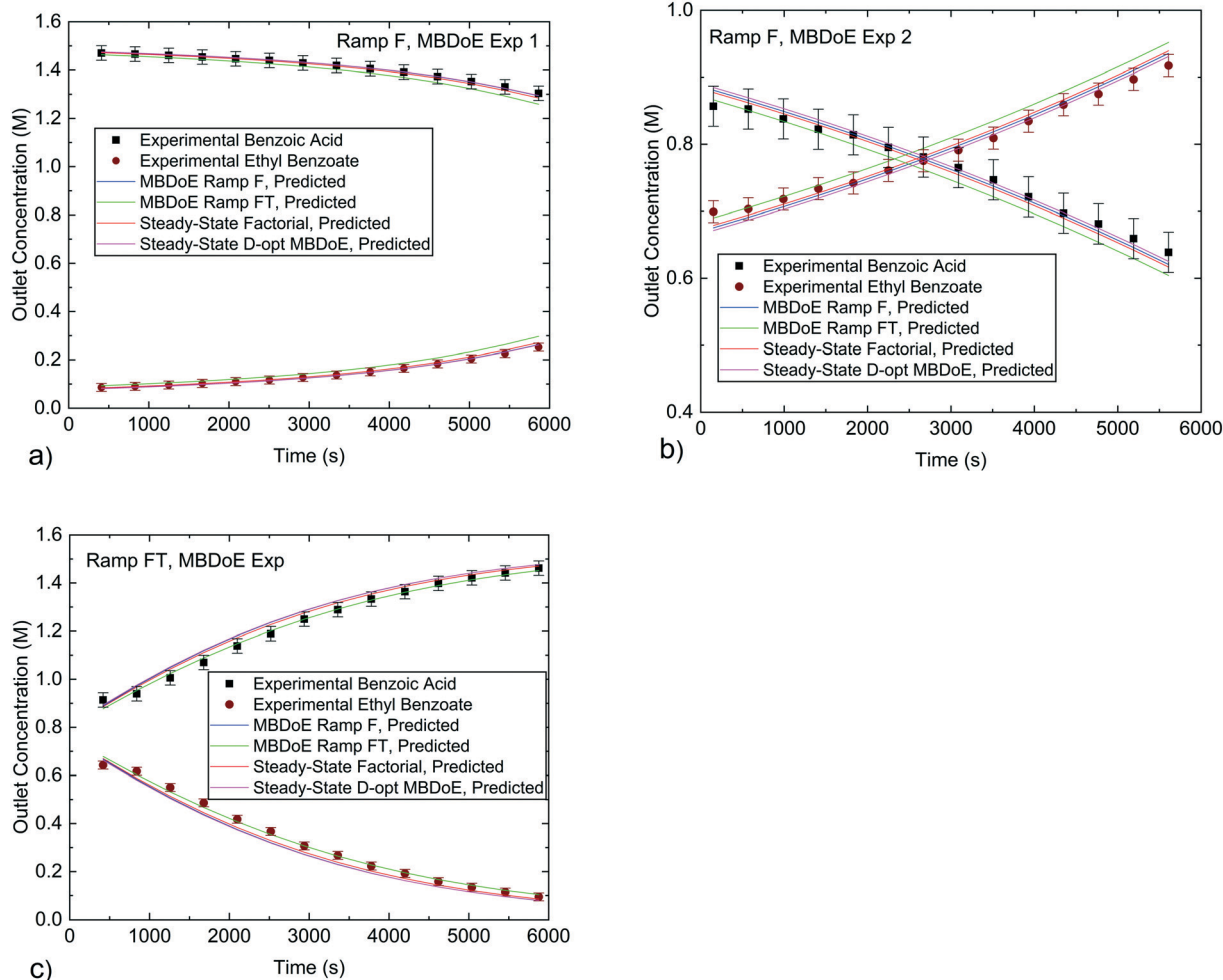 Ramp F, MBDoE Exp 1
Outlet Concentration (M)
1.6
1.4
1.2
1.0
0.8
0.6
0.4
0.2
0.0
Experimental Benzoic Acid
Experimental Ethyl Benzoate
MBDoE Ramp F, Predicted
MBDoE Ramp FT, Predicted
Steady-State Factorial, Predicted
Steady-State D-opt MBDoE, Predicted
0 1000 2000 3000 4000 5000 6000
Time (s)
a)
Ramp F, MBDoE Exp 2
Outlet Concentration (M)
1.0
0.8
0.6
0.4
Experimental Benzoic Acid
Experimental Ethyl Benzoate
MBDoE Ramp F, Predicted
MBDoE Ramp FT, Predicted
Steady-State Factorial, Predicted
Steady-State D-opt MBDoE, Predicted
0 1000 2000 3000 4000 5000 6000
Time (s)
b)
Ramp FT, MBDoE Exp
Outlet Concentration (M)
1.6
1.4
1.2
1.0
0.8
0.6
0.4
0.2
0.0
Experimental Benzoic Acid
Experimental Ethyl Benzoate
MBDoE Ramp F, Predicted
MBDoE Ramp FT, Predicted
Steady-State Factorial, Predicted
Steady-State D-opt MBDoE, Predicted
0 1000 2000 3000 4000 5000 6000
Time (s)
c)